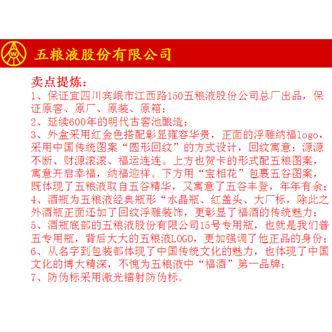 五粮液股份有限公司
卖点提炼：
1、保证宜四川宾岷市江西路150五粮液股份公司总厂出品，保
证原窖、原厂、原装、原箱；
2、延续600年的明代古窖池酿造；
3、外盒采用红金色搭配彰显雍容华贵，正面的浮雕纳福logo，
采用中国传统图案“圆形回纹”的方式设计，回纹寓意：源源
不断、财源滚滚、福运连连。上方也贺卡的形式配五粮图案，
寓意开启幸福，纳福迎祥。下方用“宝相花”包裹五谷图案，
既体现了五粮液取自五谷精华，又寓意了五谷丰登，年年有余；
4、酒瓶为五粮液经典瓶形“水晶瓶、红盖头、大厂标，除此之
外酒瓶正面还加了回纹浮雕装饰，更彰显了福酒的传统魅力；
5、酒瓶底部的五粮液股份有限公司15号专用瓶，也就是我们普
五专用瓶，背后大大的五粮液LOGO，更加强调了他正品的身份；
6、从名字到包装都体现了中国传统文化的魅力，也体现了中国
文化的博大精深，不愧为五粮液中“福酒”第一品牌；
7、防伪标采用激光镭射防伪标。